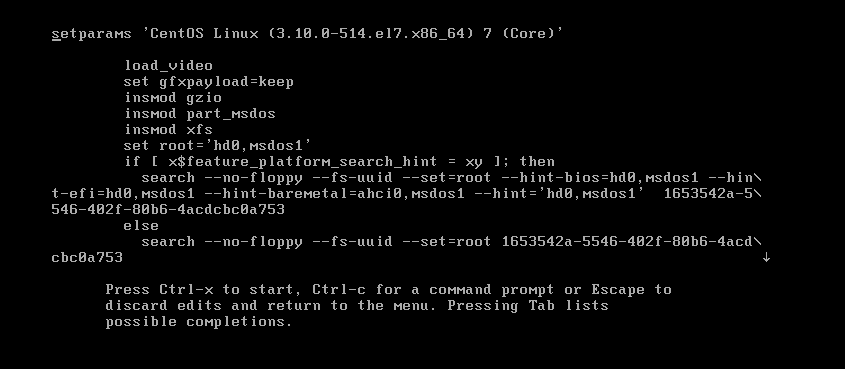 setparams 'CentOS Linux (3.10.0-514.el7.x86_64) 7 (Core)'
load_video
set gfxpayload=keep
insmod gzio
insmod part_msdos
insmod xfs
set root='hd0,msdos1'
if [ x$feature_platform_search_hint = xy ]; then
search --no-floppy --fs-uuid --set=root --hint-bios=hd0,msdos1 --hin\
t-efi=hd0,msdos1 --hint-baremetal=ahci0,msdos1 --hint='hd0,msdos1'  1653542a-5\
546-402f-80b6-4acdcbc0a753
else
search --no-floppy --fs-uuid --set=root 1653542a-5546-402f-80b6-4acd\
cbc0a753 ↓
Press Ctrl-x to start, Ctrl-c for a command prompt or Escape to
discard edits and return to the menu. Pressing Tab lists
possible completions.